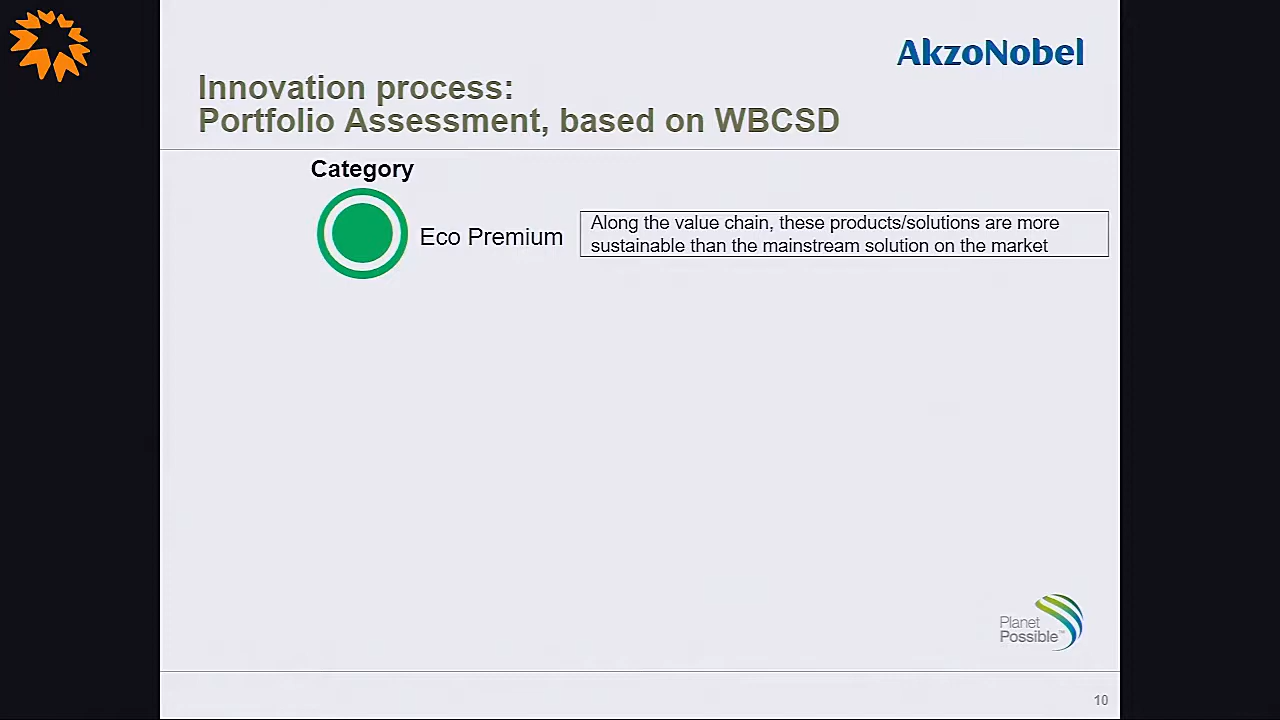 AkzoNobel
Innovation process:
Portfolio Assessment, based on WBCSD
Category
Eco Premium
Along the value chain, these products/solutions are more
sustainable than the mainstream solution on the market
Planet
Possible™
10